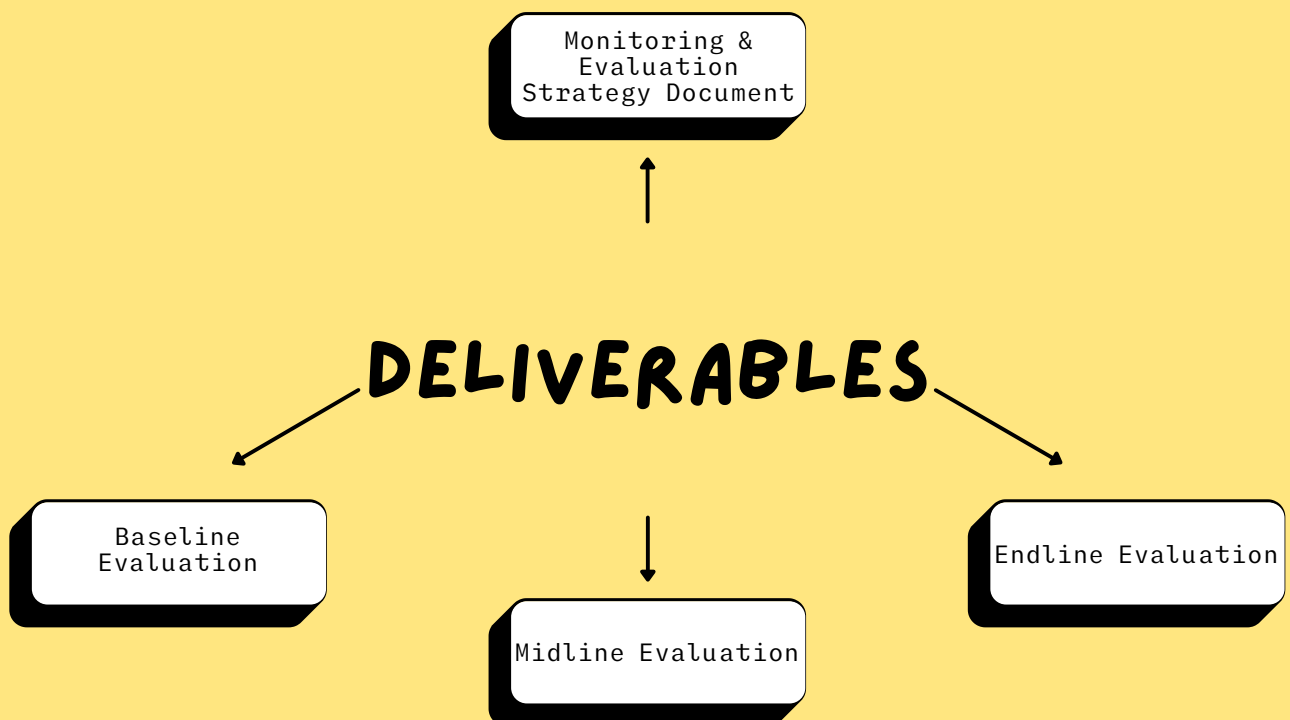 Monitoring &
Evaluation
Strategy Document
DELIVERABLES
Baseline
Evaluation
Endline Evaluation
Midline Evaluation